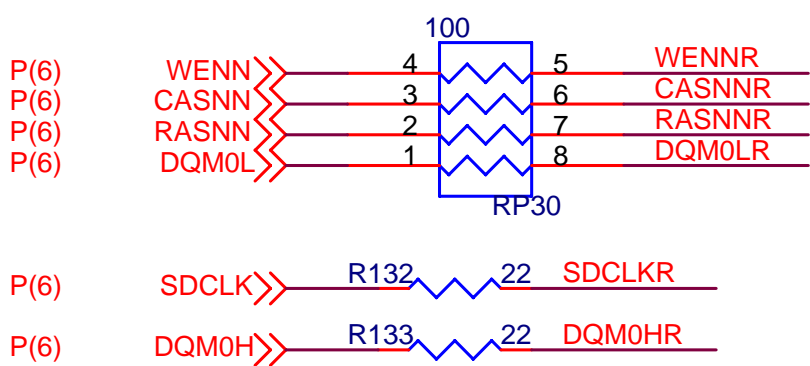 100
P(6) WENN 4 5 WENNR
P(6) CASNN 3 6 CASNNR
P(6) RASNN 2 7 RASNNR
P(6) DQM0L 1 8 DQM0LR
RP30
P(6) SDCLK R132 22 SDCLKR
P(6) DQM0H R133 22 DQM0HR